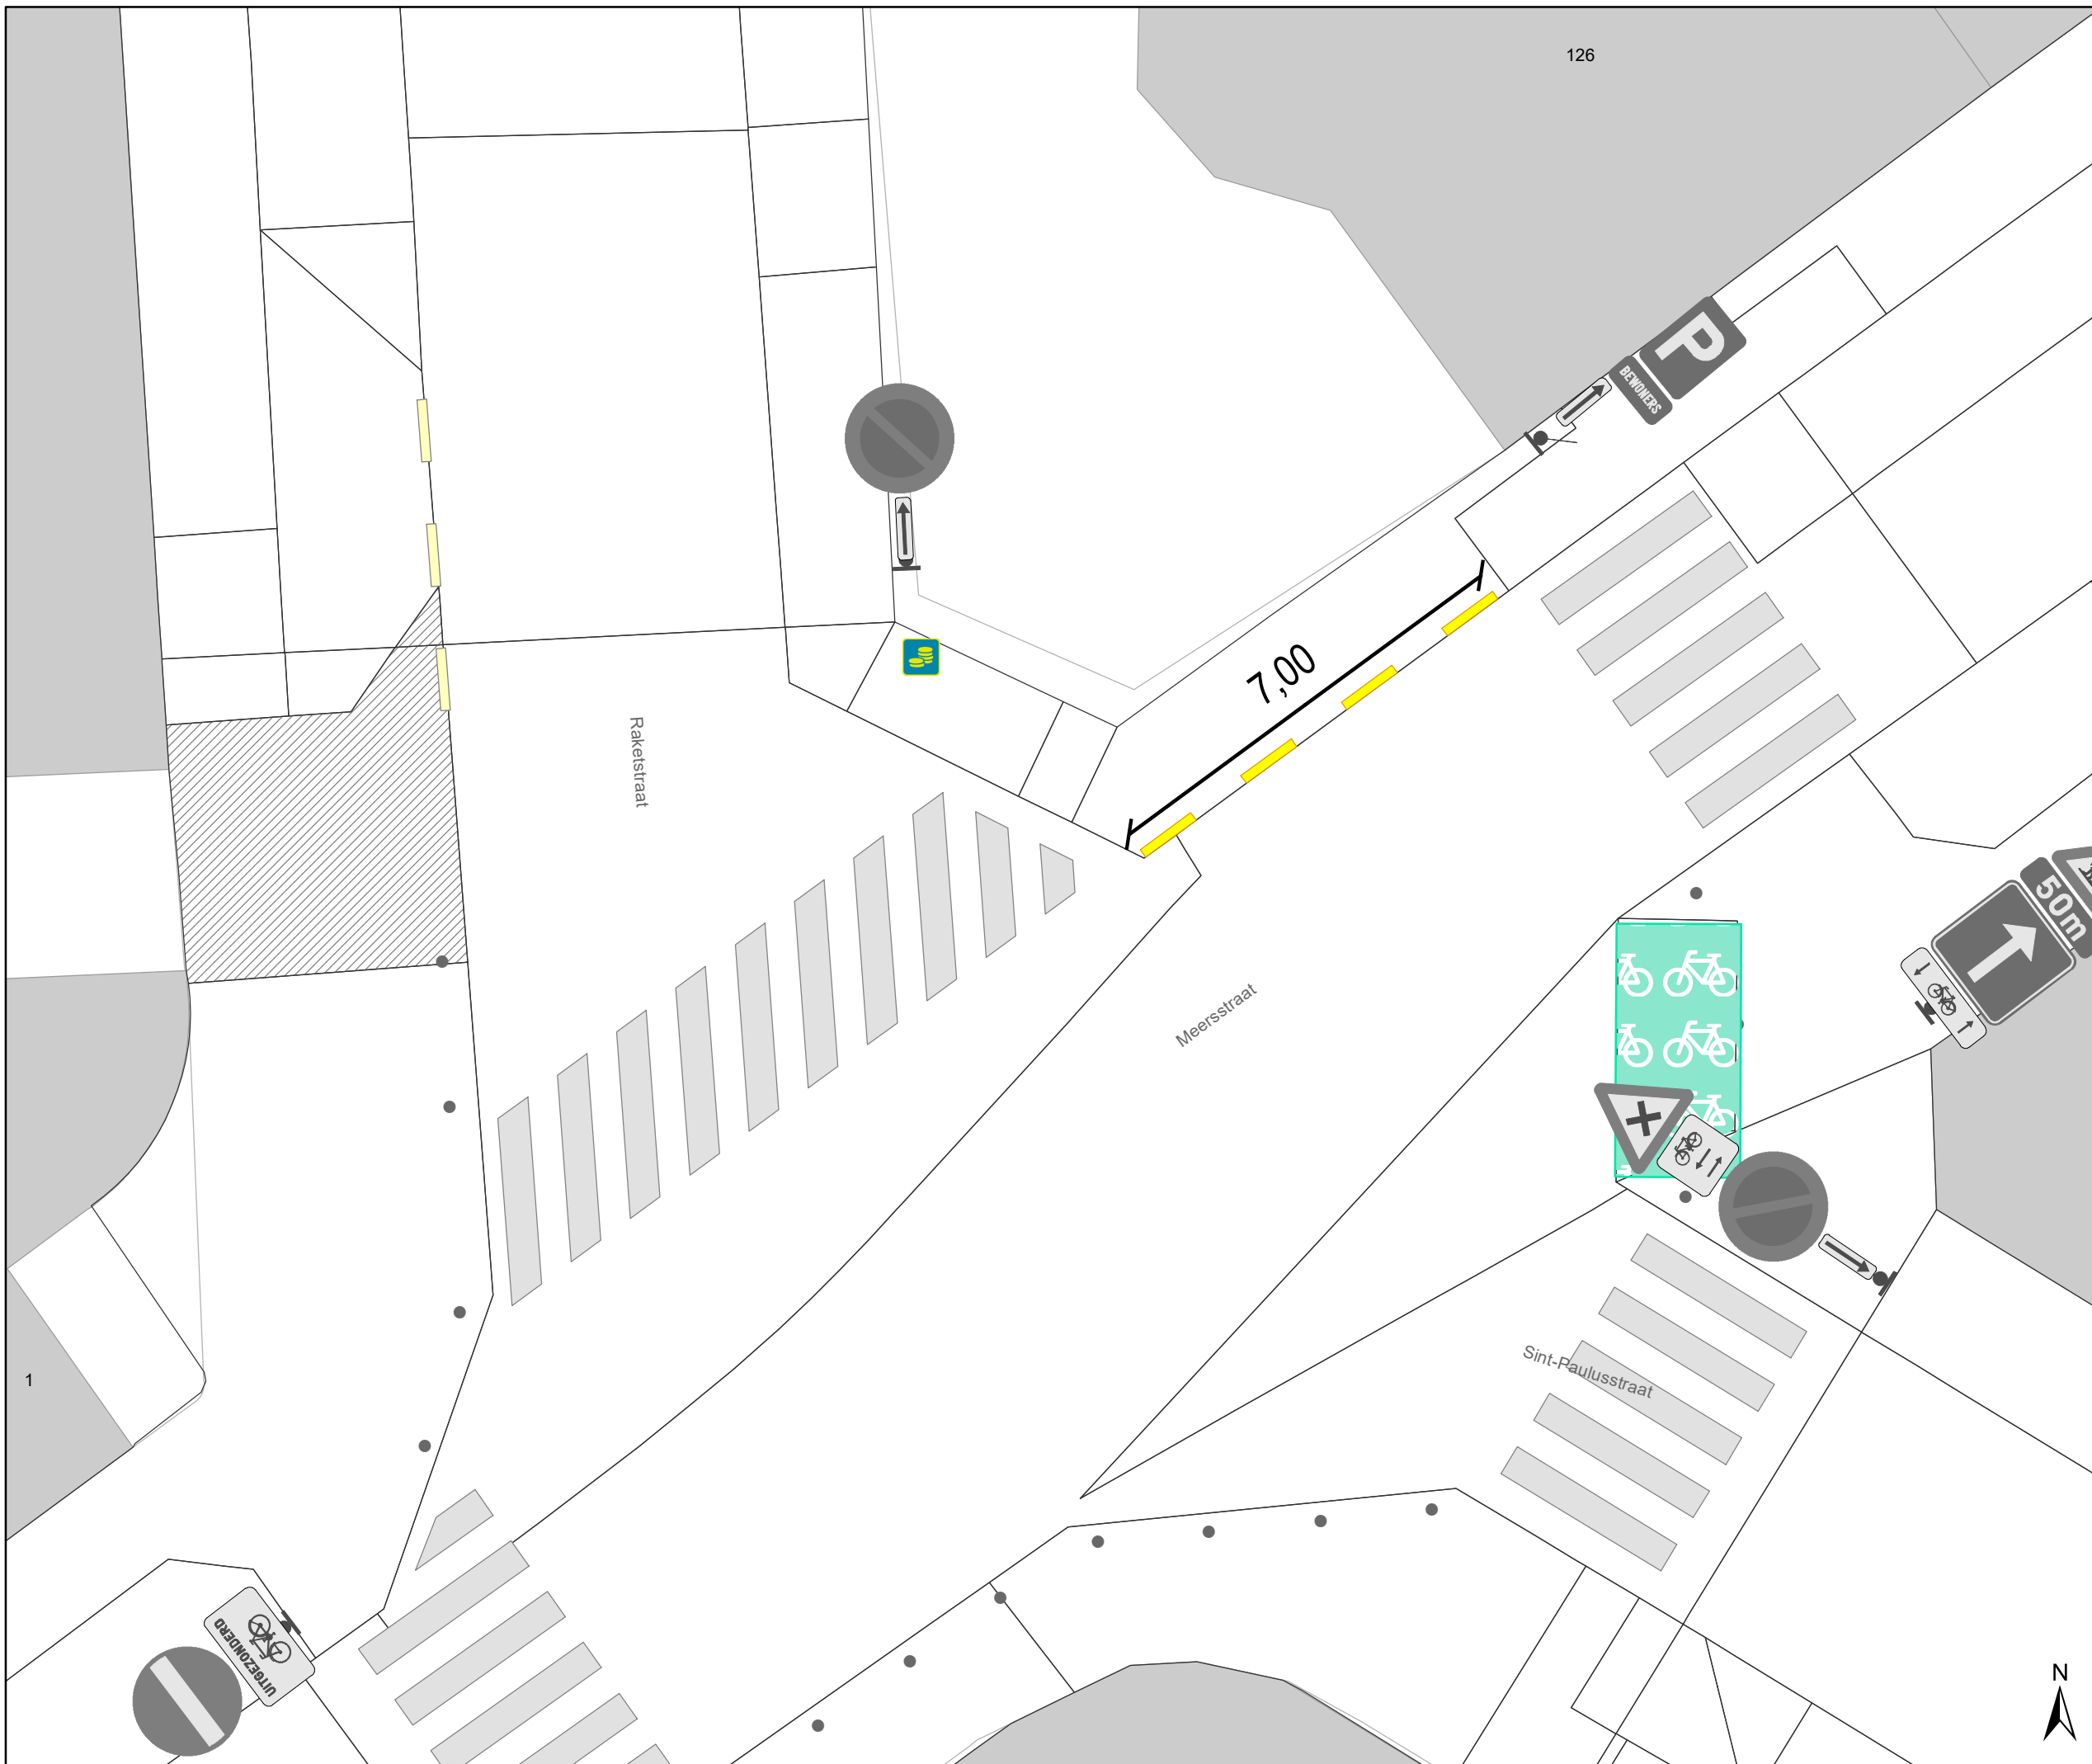 126
P
BEWONERS
7,00
Raketstraat
50m
Meersstraat
Sint-Paulusstraat
1
UITGEZONDERD
N